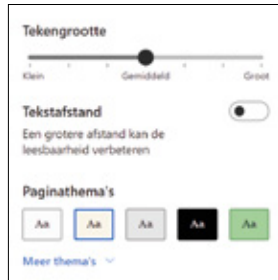 Tekengrootte
Klein Gemiddeld Groot
Tekstafstand
Een grotere afstand kan de
leesbaarheid verbeteren
Paginathema's
Aa Aa Aa Aa Aa
Meer thema's